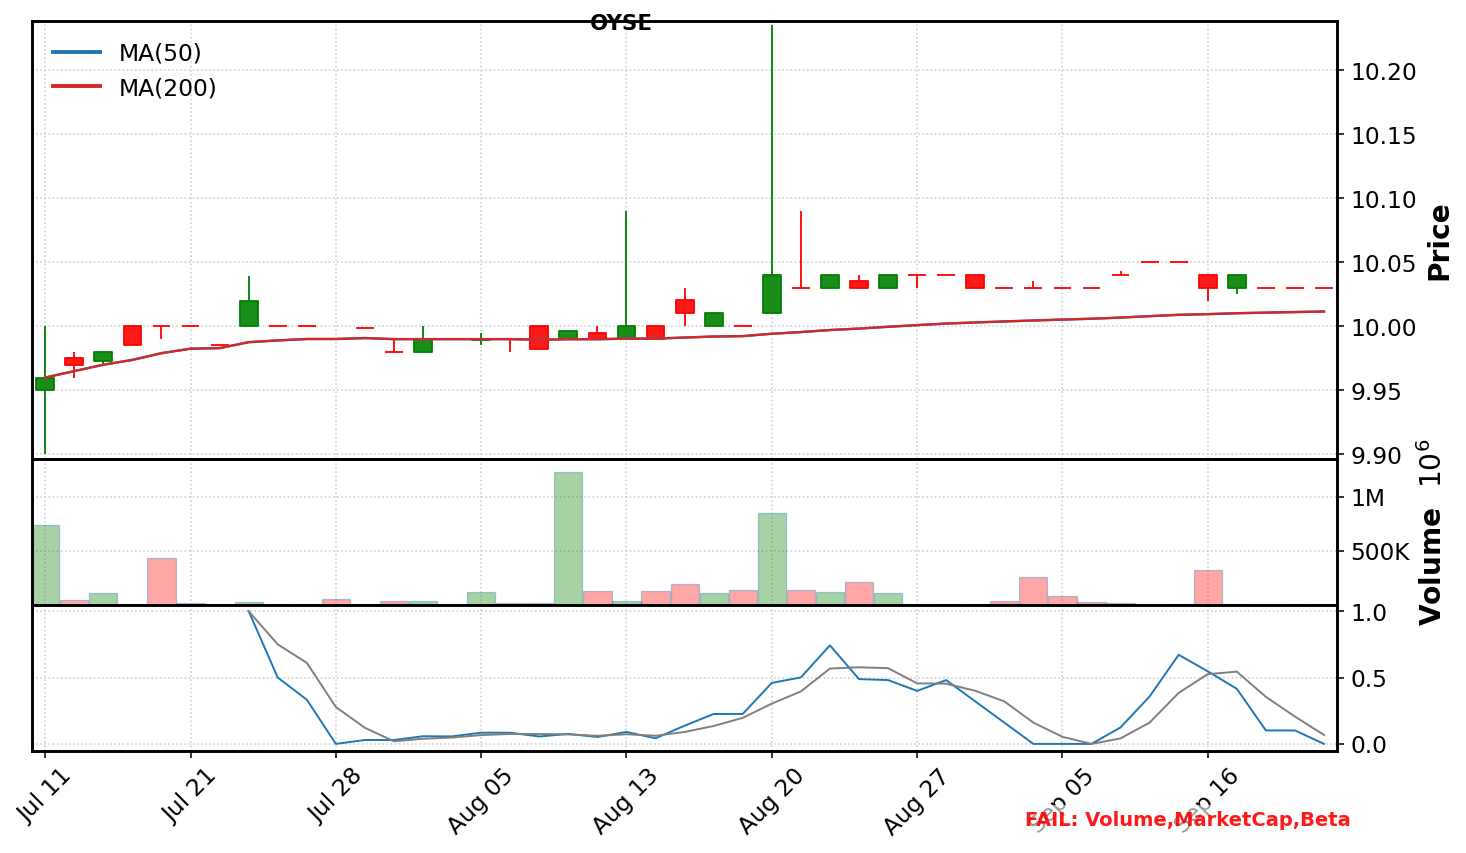 OYSE
MA(50)
MA(200)
10.20
10.15
10.10
10.05
10.00
9.95
9.90
Price
1M
500K
Volume 10^6
1.0
0.5
0.0
Jul 11
Jul 21
Jul 28
Aug 05
Aug 13
Aug 20
Aug 27
Sep 05
Sep 16
FAIL: Volume,MarketCap,Beta